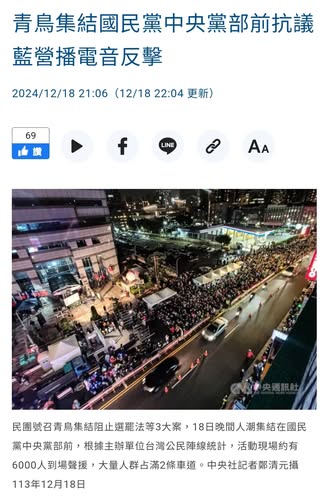 青鳥集結國民黨中央黨部前抗議
藍營播電音反擊
2024/12/18 21:06（12/18 22:04 更新）
69
讚
LINE
AA
中央通訊社
民團號召青鳥集結阻止選罷法等3大案，18日晚間人潮集結在國民
黨中央黨部前，根據主辦單位台灣公民陣線統計，活動現場約有
6000人到場聲援，大量人群占滿2條車道。中央社記者鄭清元攝
113年12月18日